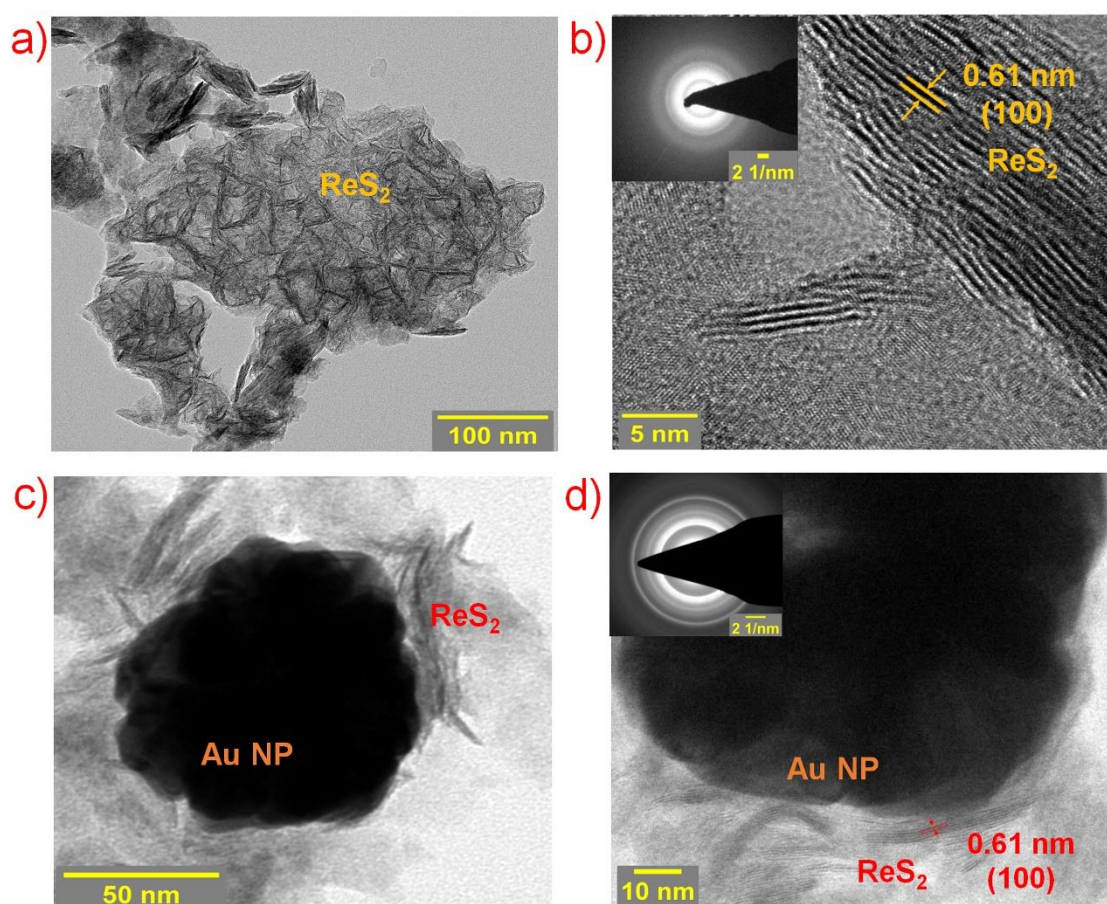 a)
ReS₂
100 nm
b)
0.61 nm
(100)
ReS₂
2 1/nm
5 nm
c)
ReS₂
Au NP
50 nm
d)
2 1/nm
Au NP
0.61 nm
(100)
ReS₂
10 nm